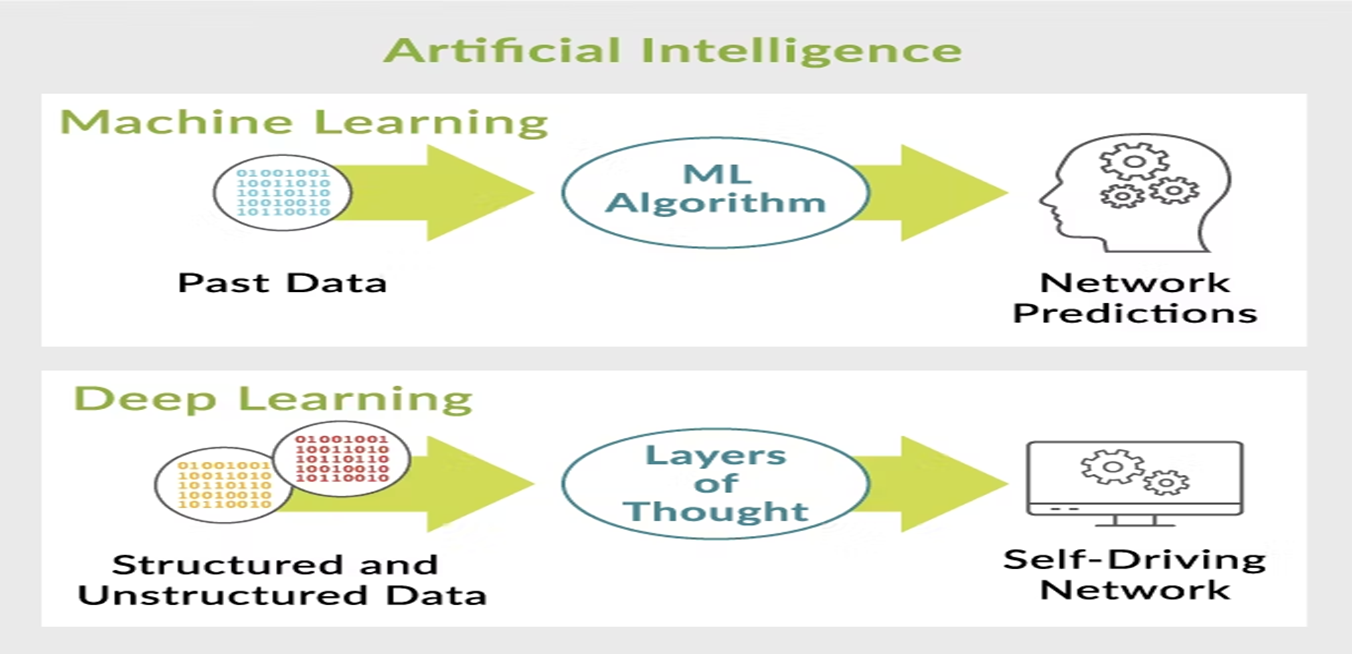 Artificial Intelligence
Machine Learning
01001001
10011010
10110110
10010010
10110010
ML
Algorithm
Past Data
Network
Predictions
Deep Learning
01001001
10011010
10110110
10010010
10110010
01001001
10011010
10110110
10010010
10110010
Layers
of
Thought
Structured and
Unstructured Data
Self-Driving
Network